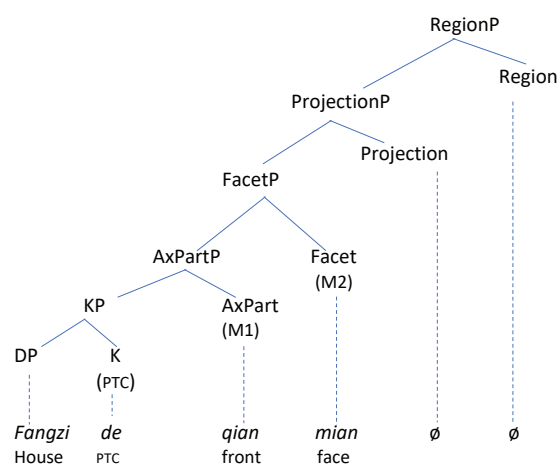 RegionP
Region
ProjectionP
Projection
FacetP
AxPartP Facet
(M2)
KP AxPart
(M1)
DP K
(PTC)
Fangzi de qian mian ø ø
House PTC front face